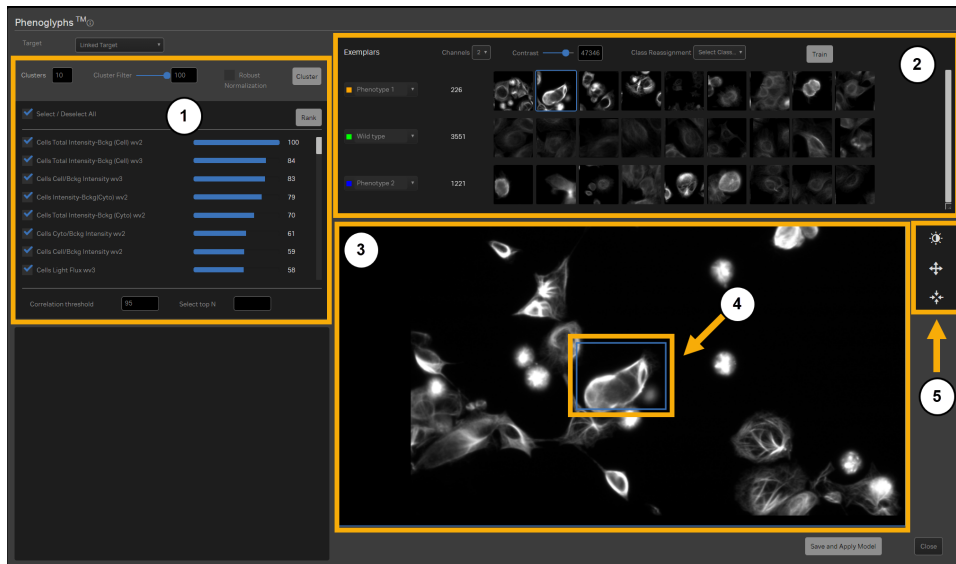 Phenoglyphs TM
Target Linked Target
Clusters 10 Cluster Filter 100 Robust Normalization Cluster
1
Select / Deselect All Rank
Cells Total Intensity-Bckg (Cell) wv2 100
Cells Total Intensity-Bckg (Cell) wv3 84
Cells Cell/Bckg Intensity wv3 83
Cells Intensity-Bckg(Cyto) wv2 79
Cells Total Intensity-Bckg (Cyto) wv2 70
Cells Cyto/Bckg Intensity wv2 61
Cells Cell/Bckg Intensity wv2 59
Cells Light Flux wv3 58
Correlation threshold 95 Select top N
Exemplars Channels 2 Contrast 47346 Class Reassignment Select Class... Train
2
Phenotype 1 226
Wild type 3551
Phenotype 2 1221
3
4
5
Save and Apply Model Close